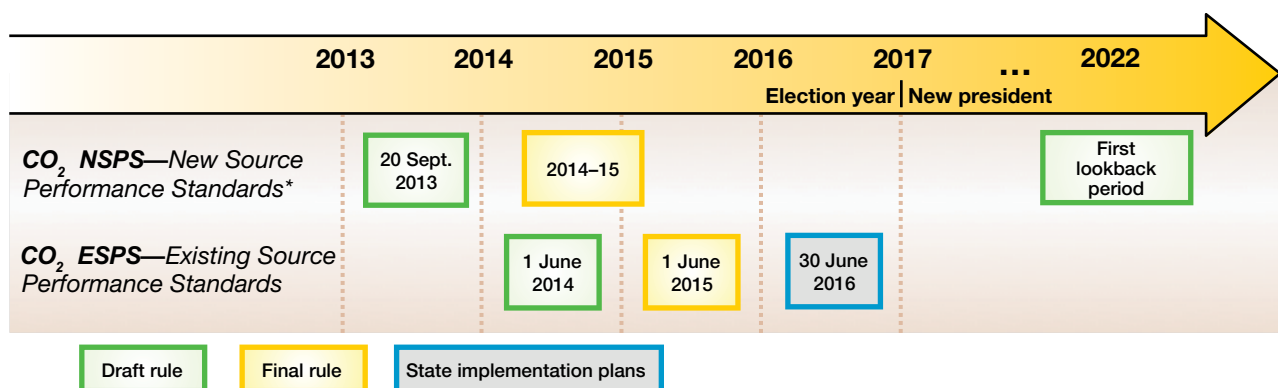 2013 2014 2015 2016 2017 ... 2022
Election year New president
CO₂ NSPS—New Source
Performance Standards*
20 Sept.
2013
2014–15
First
lookback
period
CO₂ ESPS—Existing Source
Performance Standards
1 June
2014
1 June
2015
30 June
2016
Draft rule
Final rule
State implementation plans